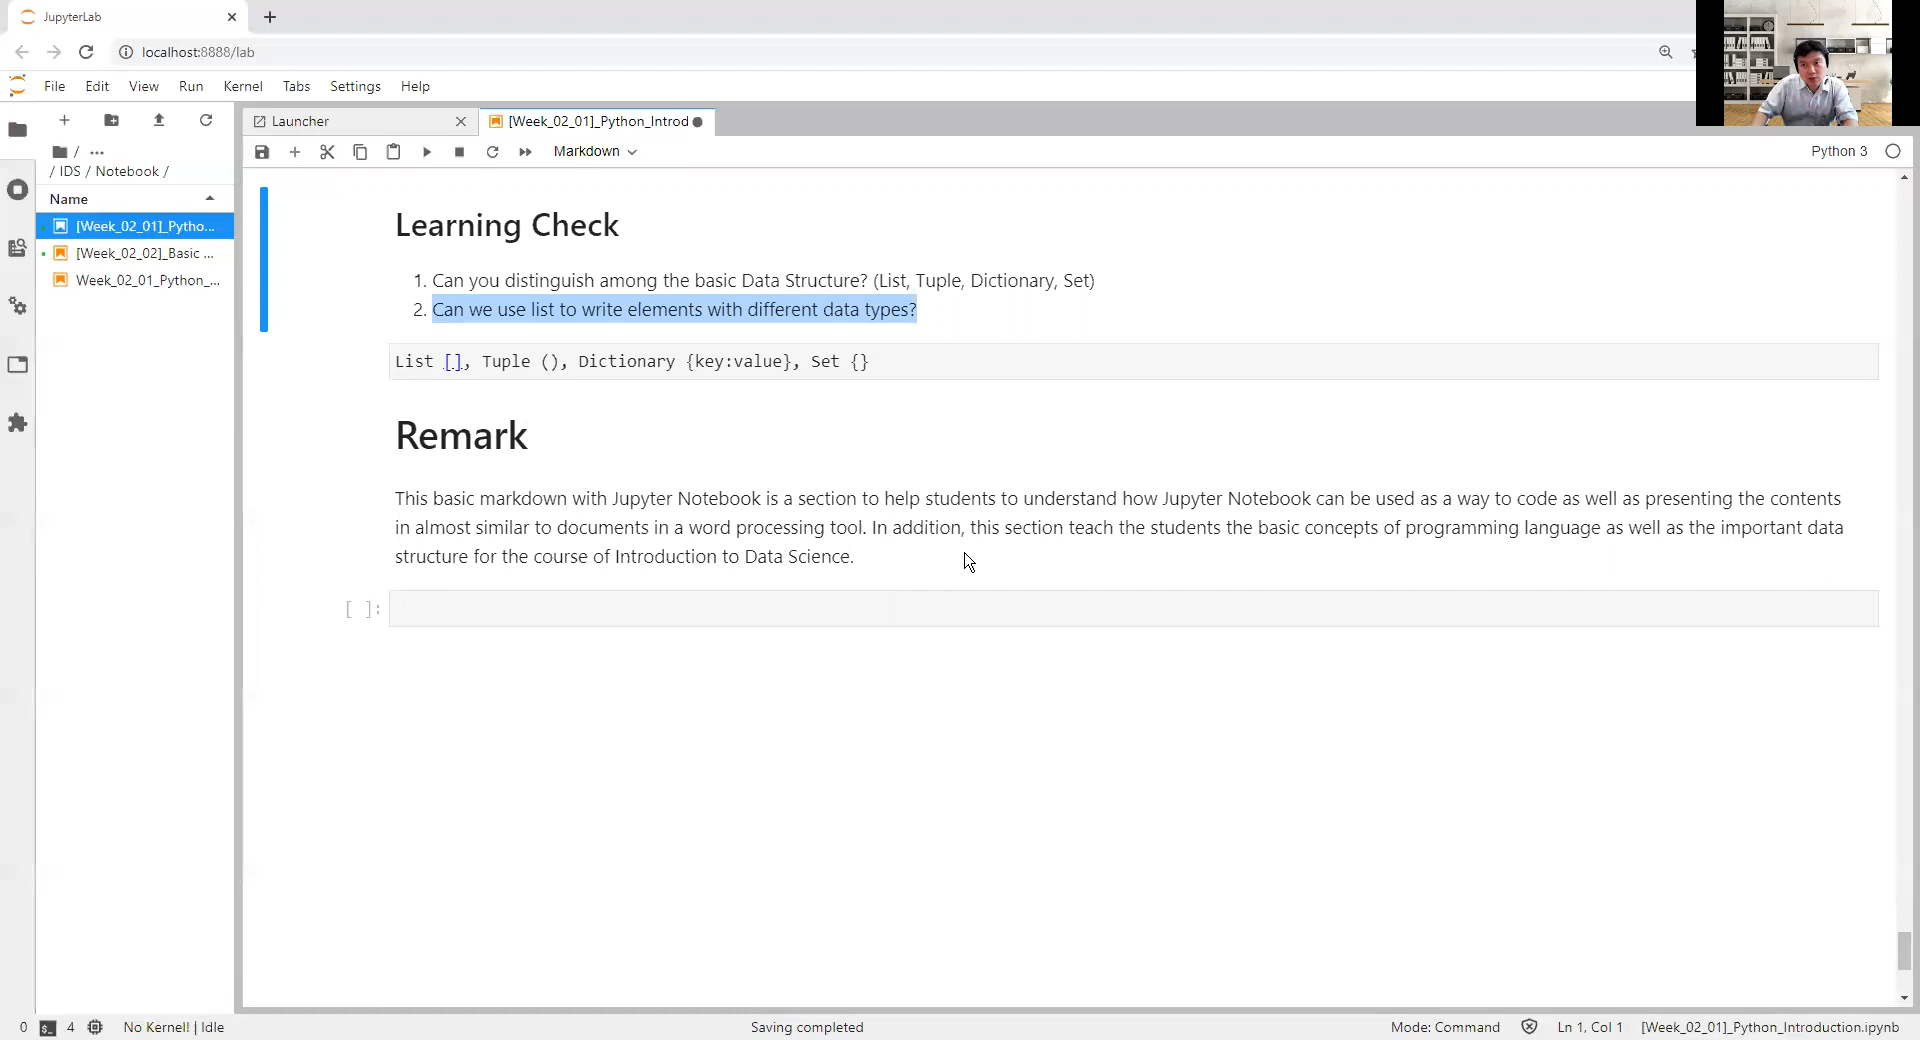 JupyterLab
localhost:8888/lab
File Edit View Run Kernel Tabs Settings Help
Launcher
[Week_02_01]_Python_Introd
/ ...
/ IDS / Notebook /
Markdown
Python 3
Name
[Week_02_01]_Pytho...
[Week_02_02]_Basic ...
Week_02_01_Python_...
Learning Check
1. Can you distinguish among the basic Data Structure? (List, Tuple, Dictionary, Set)
2. Can we use list to write elements with different data types?
List [], Tuple (), Dictionary {key:value}, Set {}
Remark
This basic markdown with Jupyter Notebook is a section to help students to understand how Jupyter Notebook can be used as a way to code as well as presenting the contents
in almost similar to documents in a word processing tool. In addition, this section teach the students the basic concepts of programming language as well as the important data
structure for the course of Introduction to Data Science.
[ ]:
0 $_ 4 No Kernel! | Idle
Saving completed
Mode: Command
Ln 1, Col 1
[Week_02_01]_Python_Introduction.ipynb